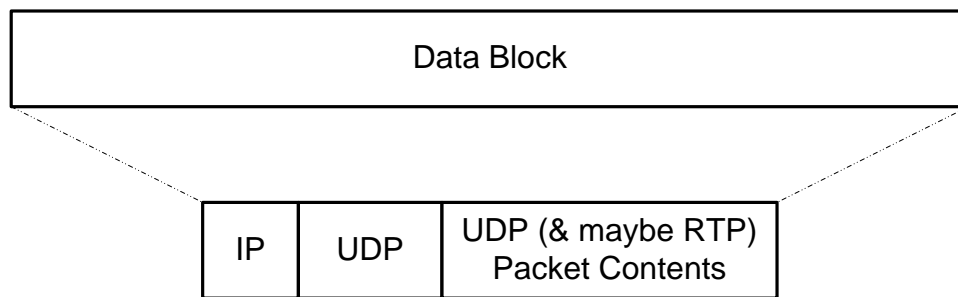 Data Block
IP
UDP
UDP (& maybe RTP)
Packet Contents